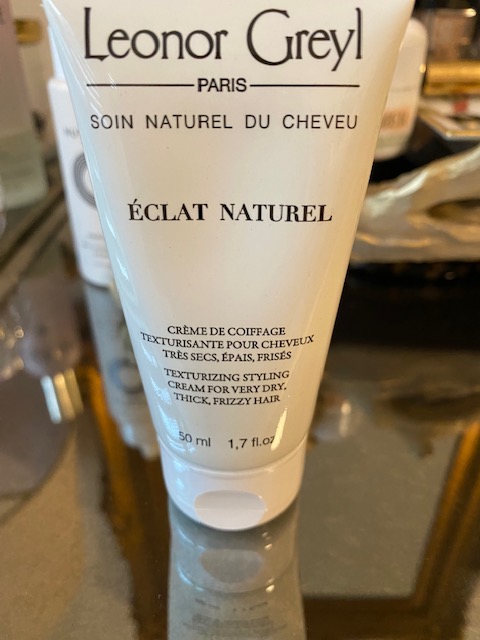 Leonor Greyl
PARIS
SOIN NATUREL DU CHEVEU
ÉCLAT NATUREL
CRÈME DE COIFFAGE
TEXTURISANTE POUR CHEVEUX
TRÈS SECS, ÉPAIS, FRISÉS
TEXTURIZING STYLING
CREAM FOR VERY DRY,
THICK, FRIZZY HAIR
50 ml 1,7 fl.oz